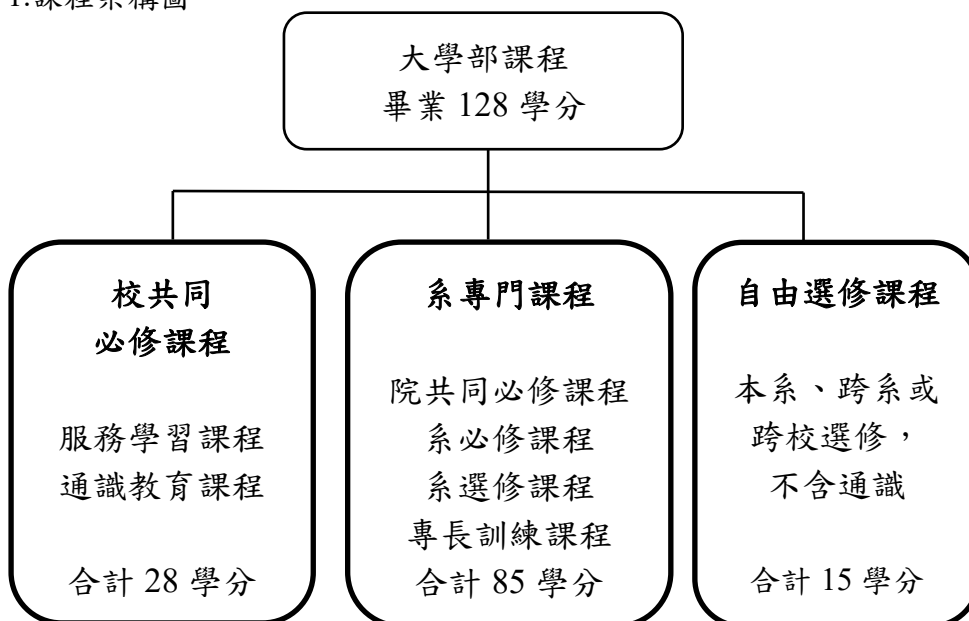 1.課程架構圖
大學部課程
畢業 128 學分
校共同
必修課程
服務學習課程
通識教育課程
合計 28 學分
系專門課程
院共同必修課程
系必修課程
系選修課程
專長訓練課程
合計 85 學分
自由選修課程
本系、跨系或
跨校選修，
不含通識
合計 15 學分